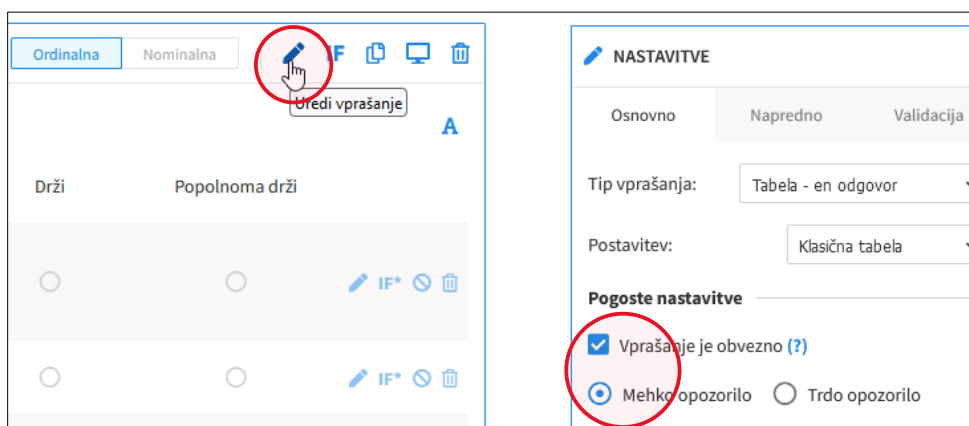 Ordinalna Nominalna IF
Uredi vprašanje
A
Drži Popolnoma drži
IF*
IF*
NASTAVITVE
Osnovno Napredno Validacija
Tip vprašanja: Tabela - en odgovor
Postavitev: Klasična tabela
Pogoste nastavitve
Vprašanje je obvezno (?)
Mehko opozorilo Trdo opozorilo